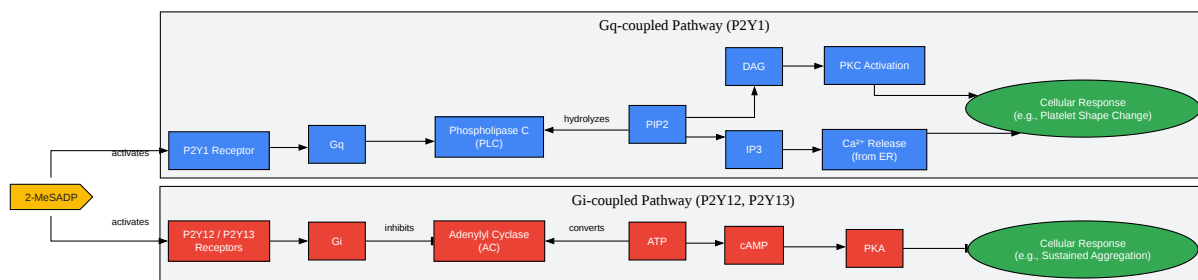 Gq-coupled Pathway (P2Y1)
DAG
PKC Activation
Cellular Response
(e.g., Platelet Shape Change)
hydrolyzes
PIP2
Phospholipase C
(PLC)
Gq
P2Y1 Receptor
activates
IP3
Ca²⁺ Release
(from ER)
2-MeSADP
Gi-coupled Pathway (P2Y12, P2Y13)
activates
P2Y12 / P2Y13
Receptors
Gi
inhibits
Adenylyl Cyclase
(AC)
converts
ATP
cAMP
PKA
Cellular Response
(e.g., Sustained Aggregation)